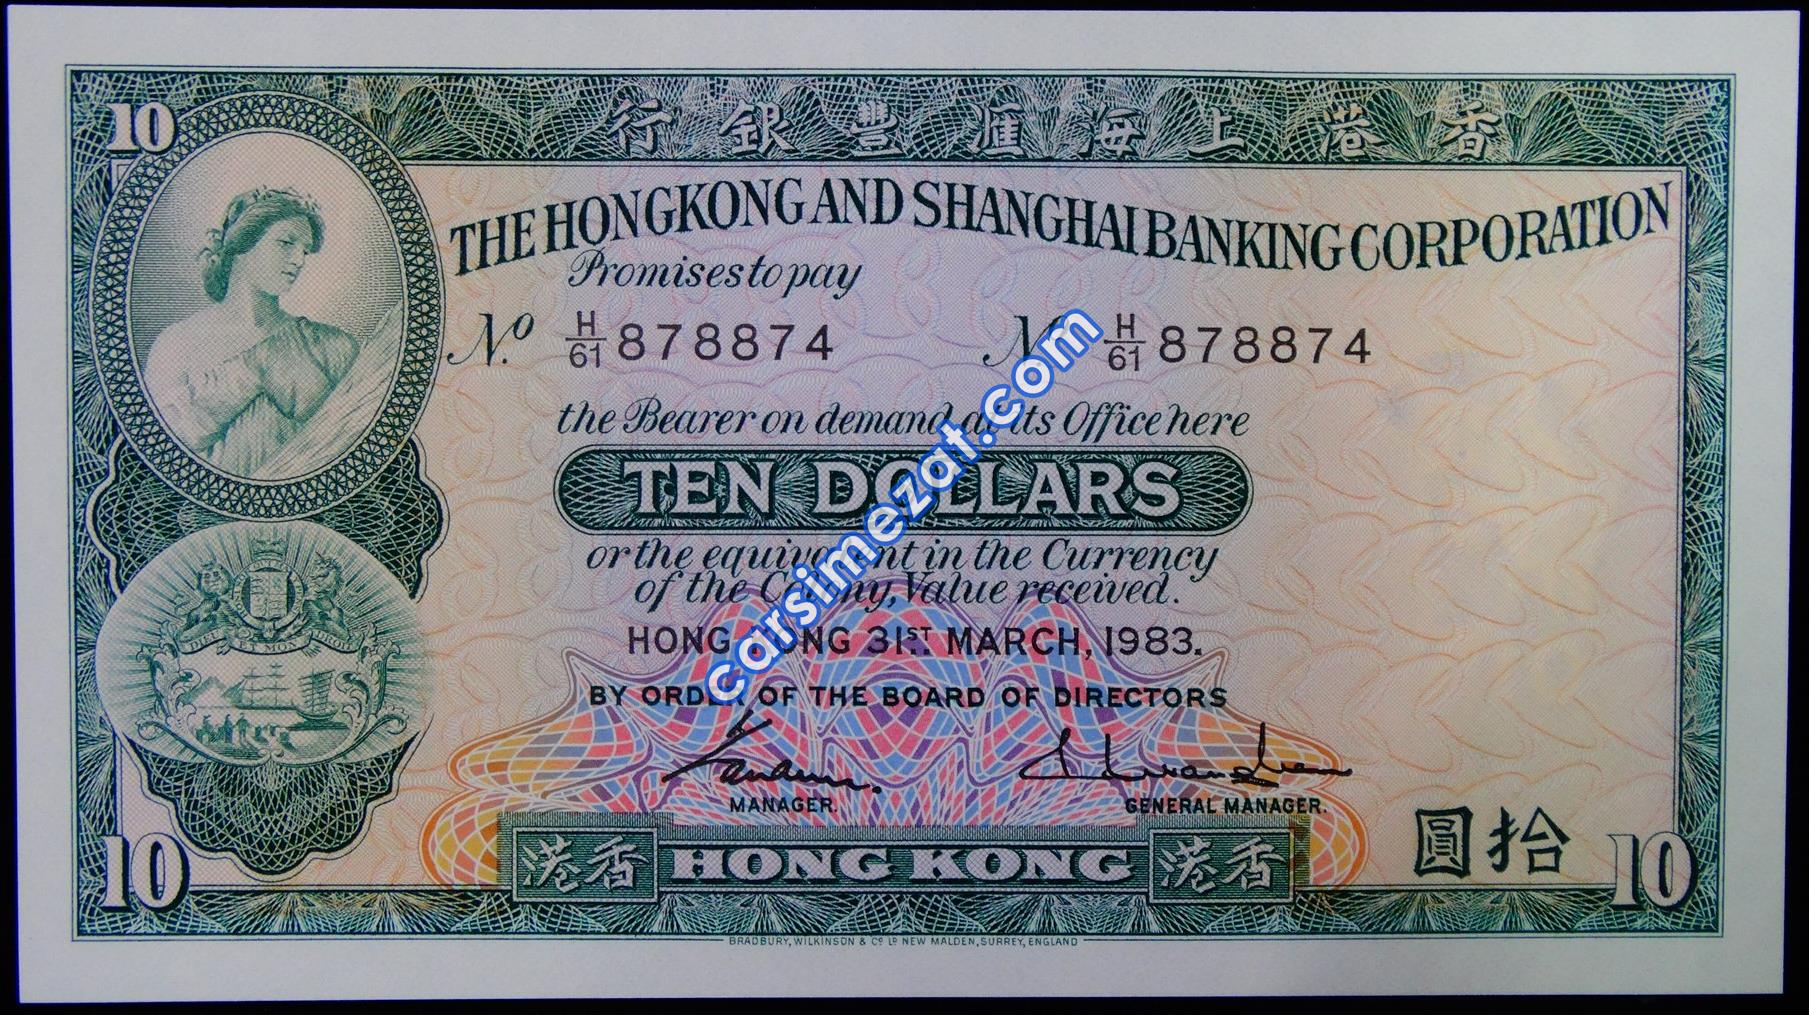 10
行銀豐滙海上港香
THE HONGKONG AND SHANGHAI BANKING CORPORATION
Promises to pay
No. H/61 878874 No H/61 878874
the Bearer on demand at its Office here
TEN DOLLARS
or the equivalent in the Currency
of the Colony, Value received.
DIEU ET MON DROIT
HONG KONG 31ST MARCH, 1983.
BY ORDER OF THE BOARD OF DIRECTORS
MANAGER. GENERAL MANAGER.
圓拾
10 港香 HONG KONG 港香 10
BRADBURY, WILKINSON & Co. Ld. NEW MALDEN, SURREY, ENGLAND
carsimezat.com